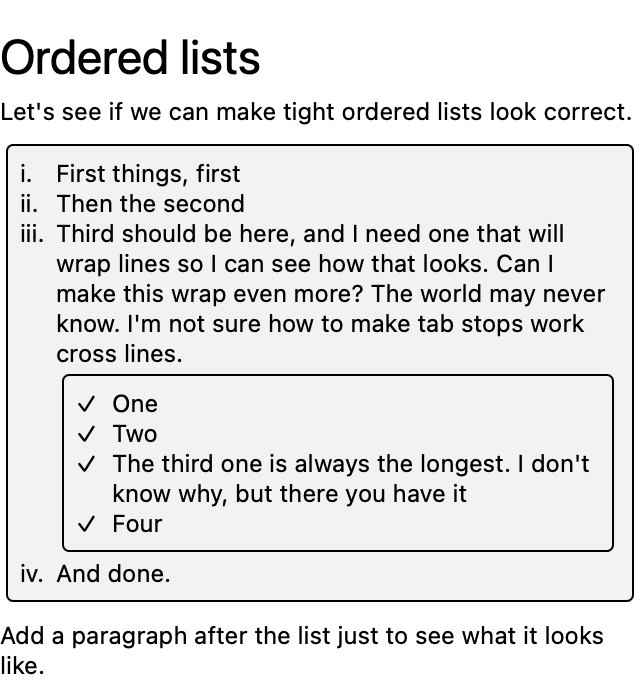 Ordered lists
Let's see if we can make tight ordered lists look correct.
i. First things, first
ii. Then the second
iii. Third should be here, and I need one that will
wrap lines so I can see how that looks. Can I
make this wrap even more? The world may never
know. I'm not sure how to make tab stops work
cross lines.
✓ One
✓ Two
✓ The third one is always the longest. I don't
know why, but there you have it
✓ Four
iv. And done.
Add a paragraph after the list just to see what it looks
like.